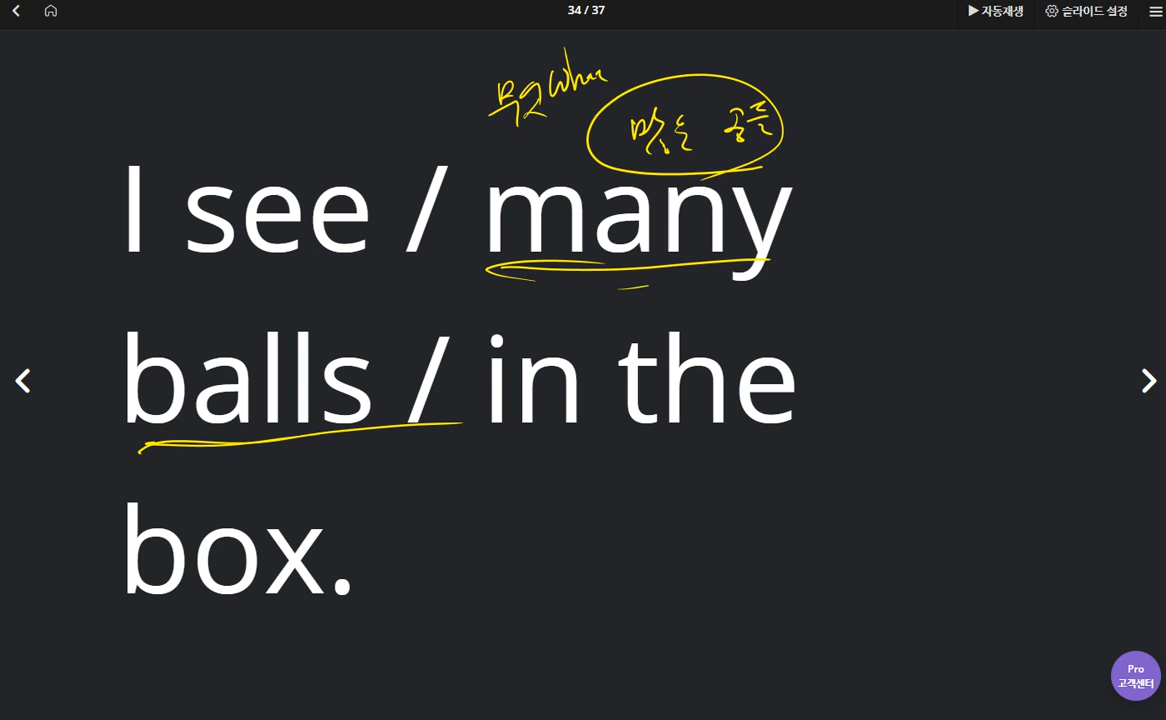 34 / 37
▶ 자동재생
슬라이드 설정
무엇 What
많은 공들
I see / many
balls / in the
box.
Pro
고객센터